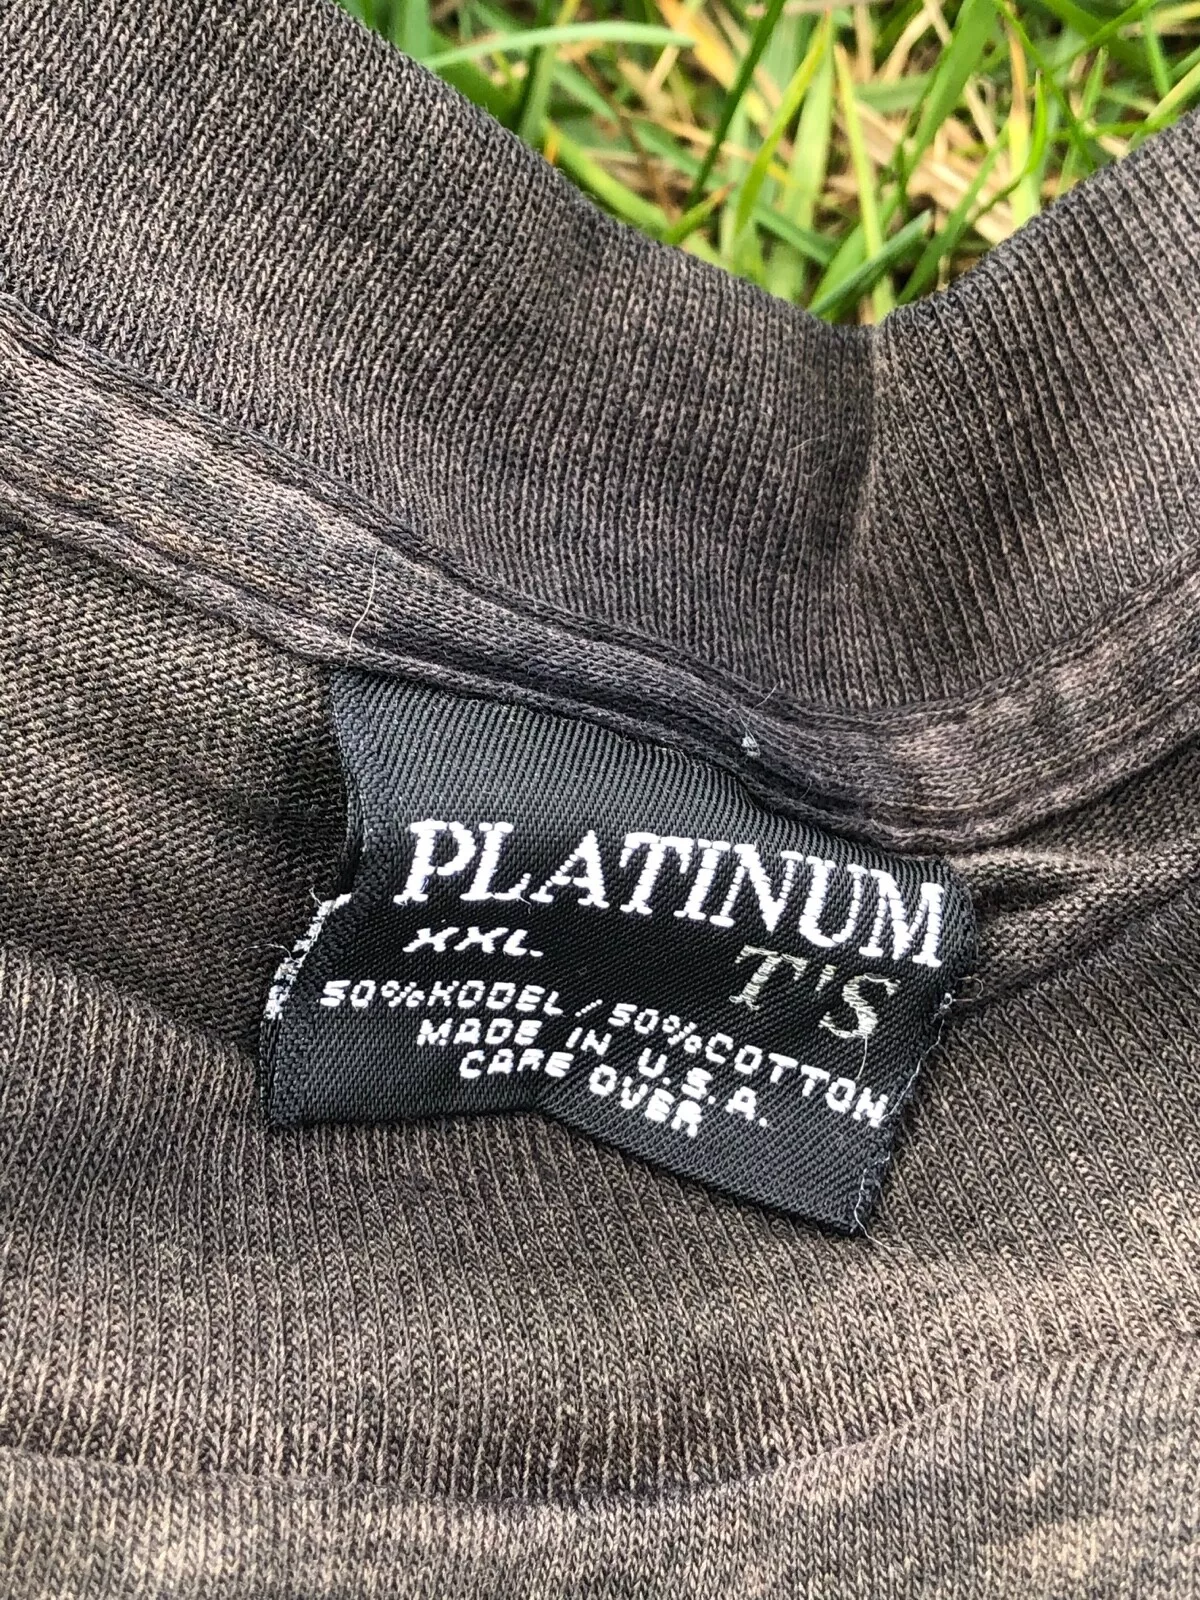 PLATINUM
T'S
XXL.
50%KODEL/50%COTTON
MADE IN U.S.A.
CARE OVER